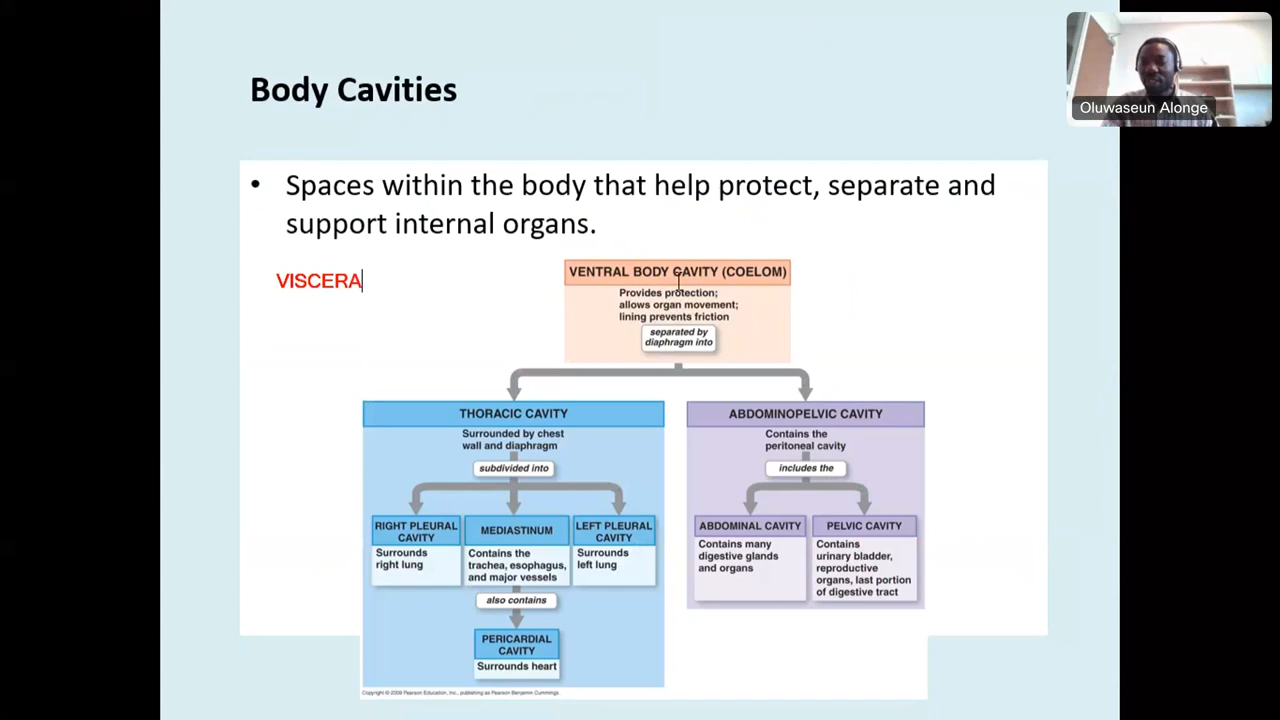 Body Cavities
Oluwaseun Alonge
• Spaces within the body that help protect, separate and
support internal organs.
VISCERA
VENTRAL BODY CAVITY (COELOM)
Provides protection;
allows organ movement;
lining prevents friction
separated by
diaphragm into
THORACIC CAVITY
Surrounded by chest
wall and diaphragm
subdivided into
RIGHT PLEURAL
CAVITY
Surrounds
right lung
MEDIASTINUM
Contains the
trachea, esophagus,
and major vessels
LEFT PLEURAL
CAVITY
Surrounds
left lung
also contains
PERICARDIAL
CAVITY
Surrounds heart
ABDOMINOPELVIC CAVITY
Contains the
peritoneal cavity
includes the
ABDOMINAL CAVITY
Contains many
digestive glands
and organs
PELVIC CAVITY
Contains
urinary bladder,
reproductive
organs, last portion
of digestive tract
Copyright © 2009 Pearson Education, Inc., publishing as Pearson Benjamin Cummings.